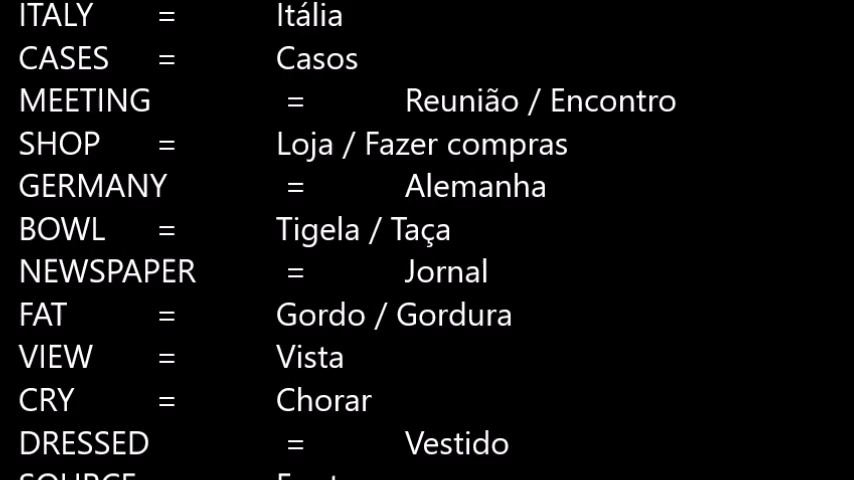 ITALY = Itália
CASES = Casos
MEETING = Reunião / Encontro
SHOP = Loja / Fazer compras
GERMANY = Alemanha
BOWL = Tigela / Taça
NEWSPAPER = Jornal
FAT = Gordo / Gordura
VIEW = Vista
CRY = Chorar
DRESSED = Vestido